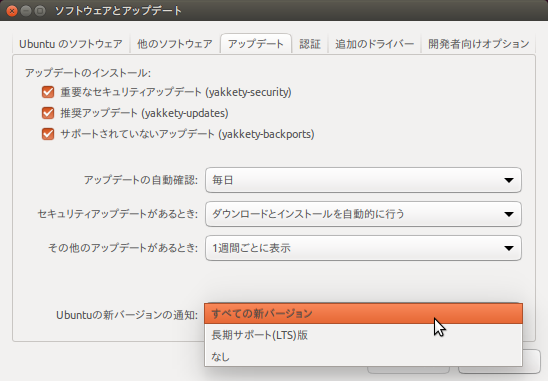 ソフトウェアとアップデート
Ubuntu のソフトウェア 他のソフトウェア アップデート 認証 追加のドライバー 開発者向けオプション
アップデートのインストール:
重要なセキュリティアップデート (yakkety-security)
推奨アップデート (yakkety-updates)
サポートされていないアップデート (yakkety-backports)
アップデートの自動確認: 毎日
セキュリティアップデートがあるとき: ダウンロードとインストールを自動的に行う
その他のアップデートがあるとき: 1週間ごとに表示
Ubuntuの新バージョンの通知: すべての新バージョン
長期サポート(LTS)版
なし